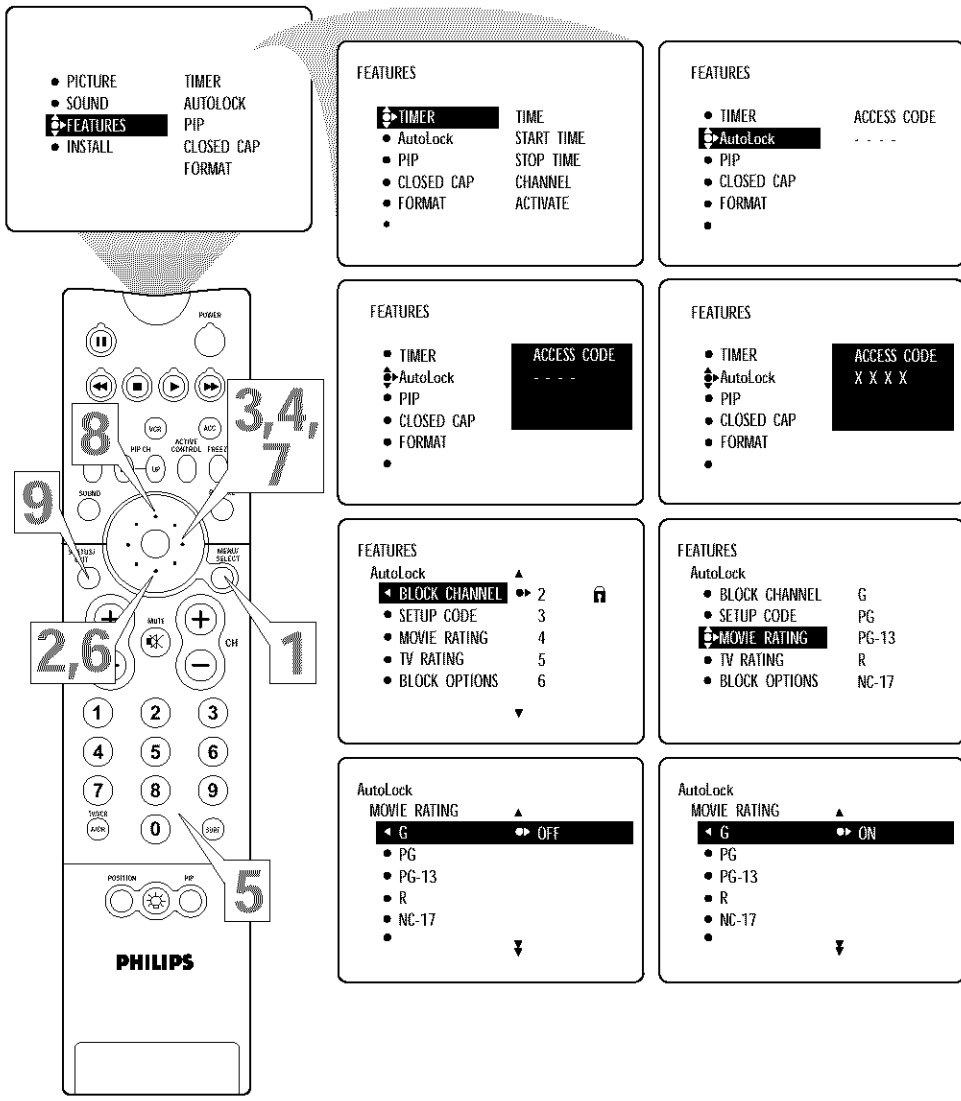 PICTURE TIMER
SOUND AUTOLOCK
FEATURES PIP
INSTALL CLOSED CAP
FORMAT
FEATURES
TIMER TIME
AutoLock START TIME
PIP STOP TIME
CLOSED CAP CHANNEL
FORMAT ACTIVATE
FEATURES
TIMER ACCESS CODE
AutoLock - - - -
PIP
CLOSED CAP
FORMAT
FEATURES
TIMER ACCESS CODE
AutoLock - - - -
PIP
CLOSED CAP
FORMAT
FEATURES
TIMER ACCESS CODE
AutoLock X X X X
PIP
CLOSED CAP
FORMAT
FEATURES
AutoLock
BLOCK CHANNEL 2
SETUP CODE 3
MOVIE RATING 4
TV RATING 5
BLOCK OPTIONS 6
FEATURES
AutoLock
BLOCK CHANNEL G
SETUP CODE PG
MOVIE RATING PG-13
TV RATING R
BLOCK OPTIONS NC-17
AutoLock
MOVIE RATING
G OFF
PG
PG-13
R
NC-17
AutoLock
MOVIE RATING
G ON
PG
PG-13
R
NC-17
POWER
VCR ACC
PIP CH ACTIVE CONTROL
UP
SOUND
MENU/
SELECT
MUTE
CH
8
3,4,
7
9
2,6
1
1 2 3
4 5 6
7 8 9
TV/VCR
A/CH 0 SURF
5
POSITION PIP
PHILIPS